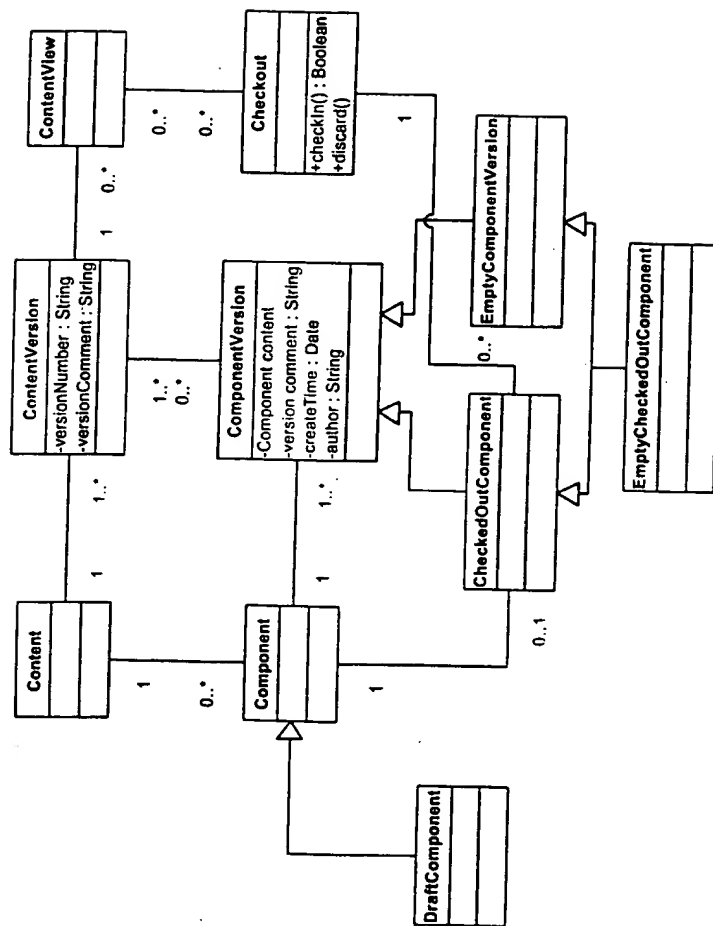 Content
ContentVersion
-versionNumber : String
-versionComment : String
ContentView
1
1..*
1
0..*
1
0..*
1..*
0..*
0..*
0..*
Component
ComponentVersion
-Component content
-version comment : String
-createTime : Date
-author : String
Checkout
+checkIn() : Boolean
+discard()
1
1..*
1
1
0..1
0..*
DraftComponent
CheckedOutComponent
EmptyComponentVersion
EmptyCheckedOutComponent